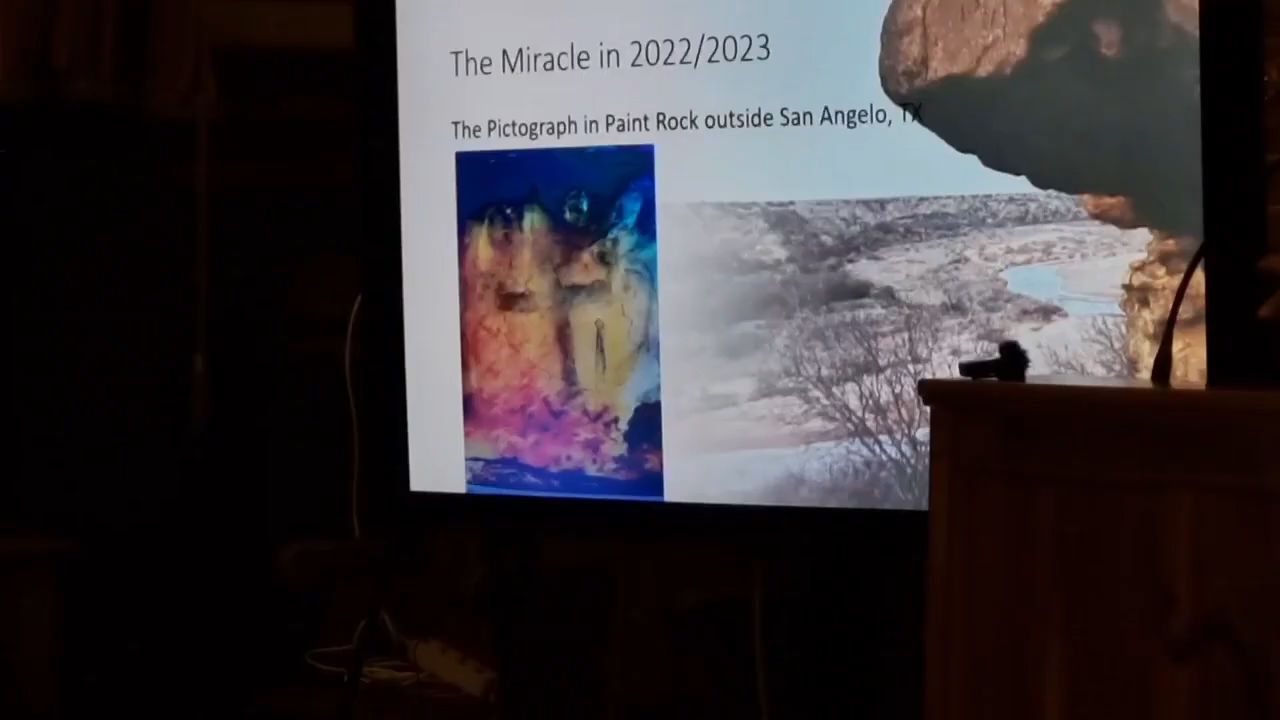 The Miracle in 2022/2023
The Pictograph in Paint Rock outside San Angelo, TX